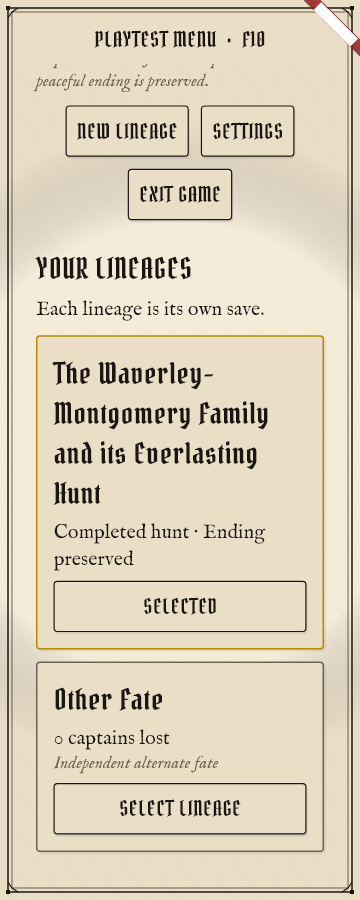 PLAYTEST MENU · F10
peaceful ending is preserved.
NEW LINEAGE
SETTINGS
EXIT GAME
YOUR LINEAGES
Each lineage is its own save.
The Waverley-
Montgomery Family
and its Everlasting
Hunt
Completed hunt · Ending
preserved
SELECTED
Other Fate
0 captains lost
Independent alternate fate
SELECT LINEAGE